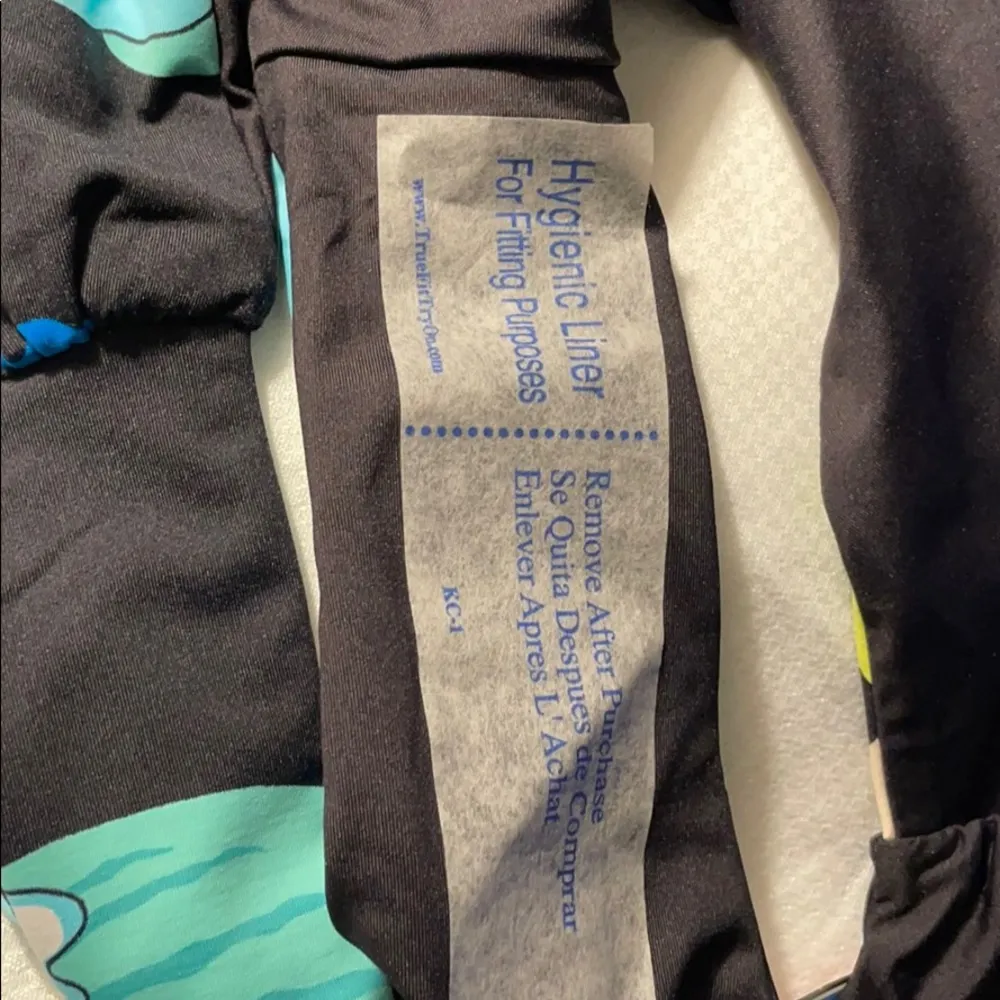 Hygienic Liner
For Fitting Purposes
www.TrueFitTryOn.com
Remove After Purchase
Se Quita Despues de Comprar
Enlever Apres L' Achat
KC-1